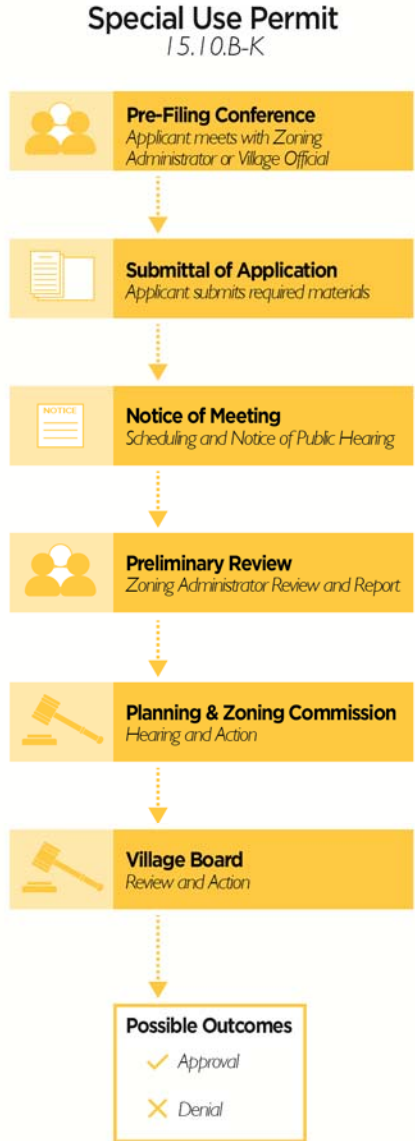 Special Use Permit
15.10.B-K
Pre-Filing Conference
Applicant meets with Zoning
Administrator or Village Official
Submittal of Application
Applicant submits required materials
NOTICE
Notice of Meeting
Scheduling and Notice of Public Hearing
Preliminary Review
Zoning Administrator Review and Report
Planning & Zoning Commission
Hearing and Action
Village Board
Review and Action
Possible Outcomes
Approval
Denial